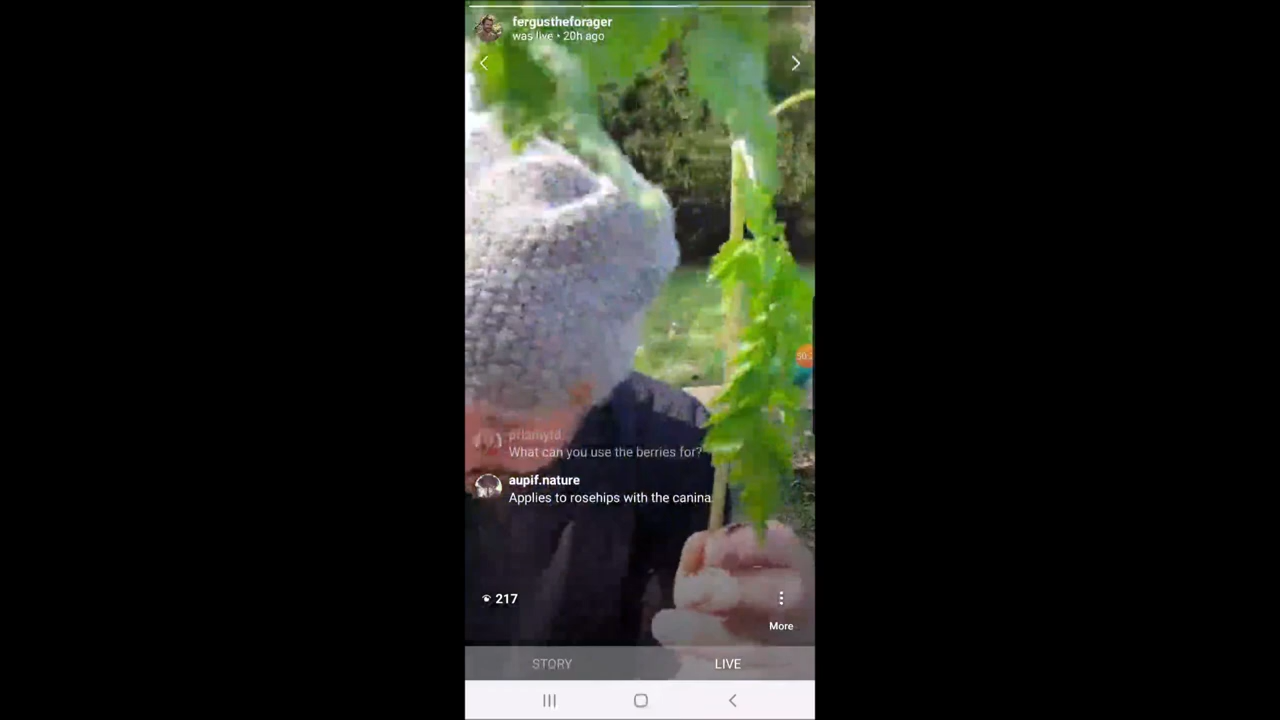 fergustheforager
was live • 20h ago
What can you use the berries for?
aupif.nature
Applies to rosehips with the canina
217
More
STORY
LIVE